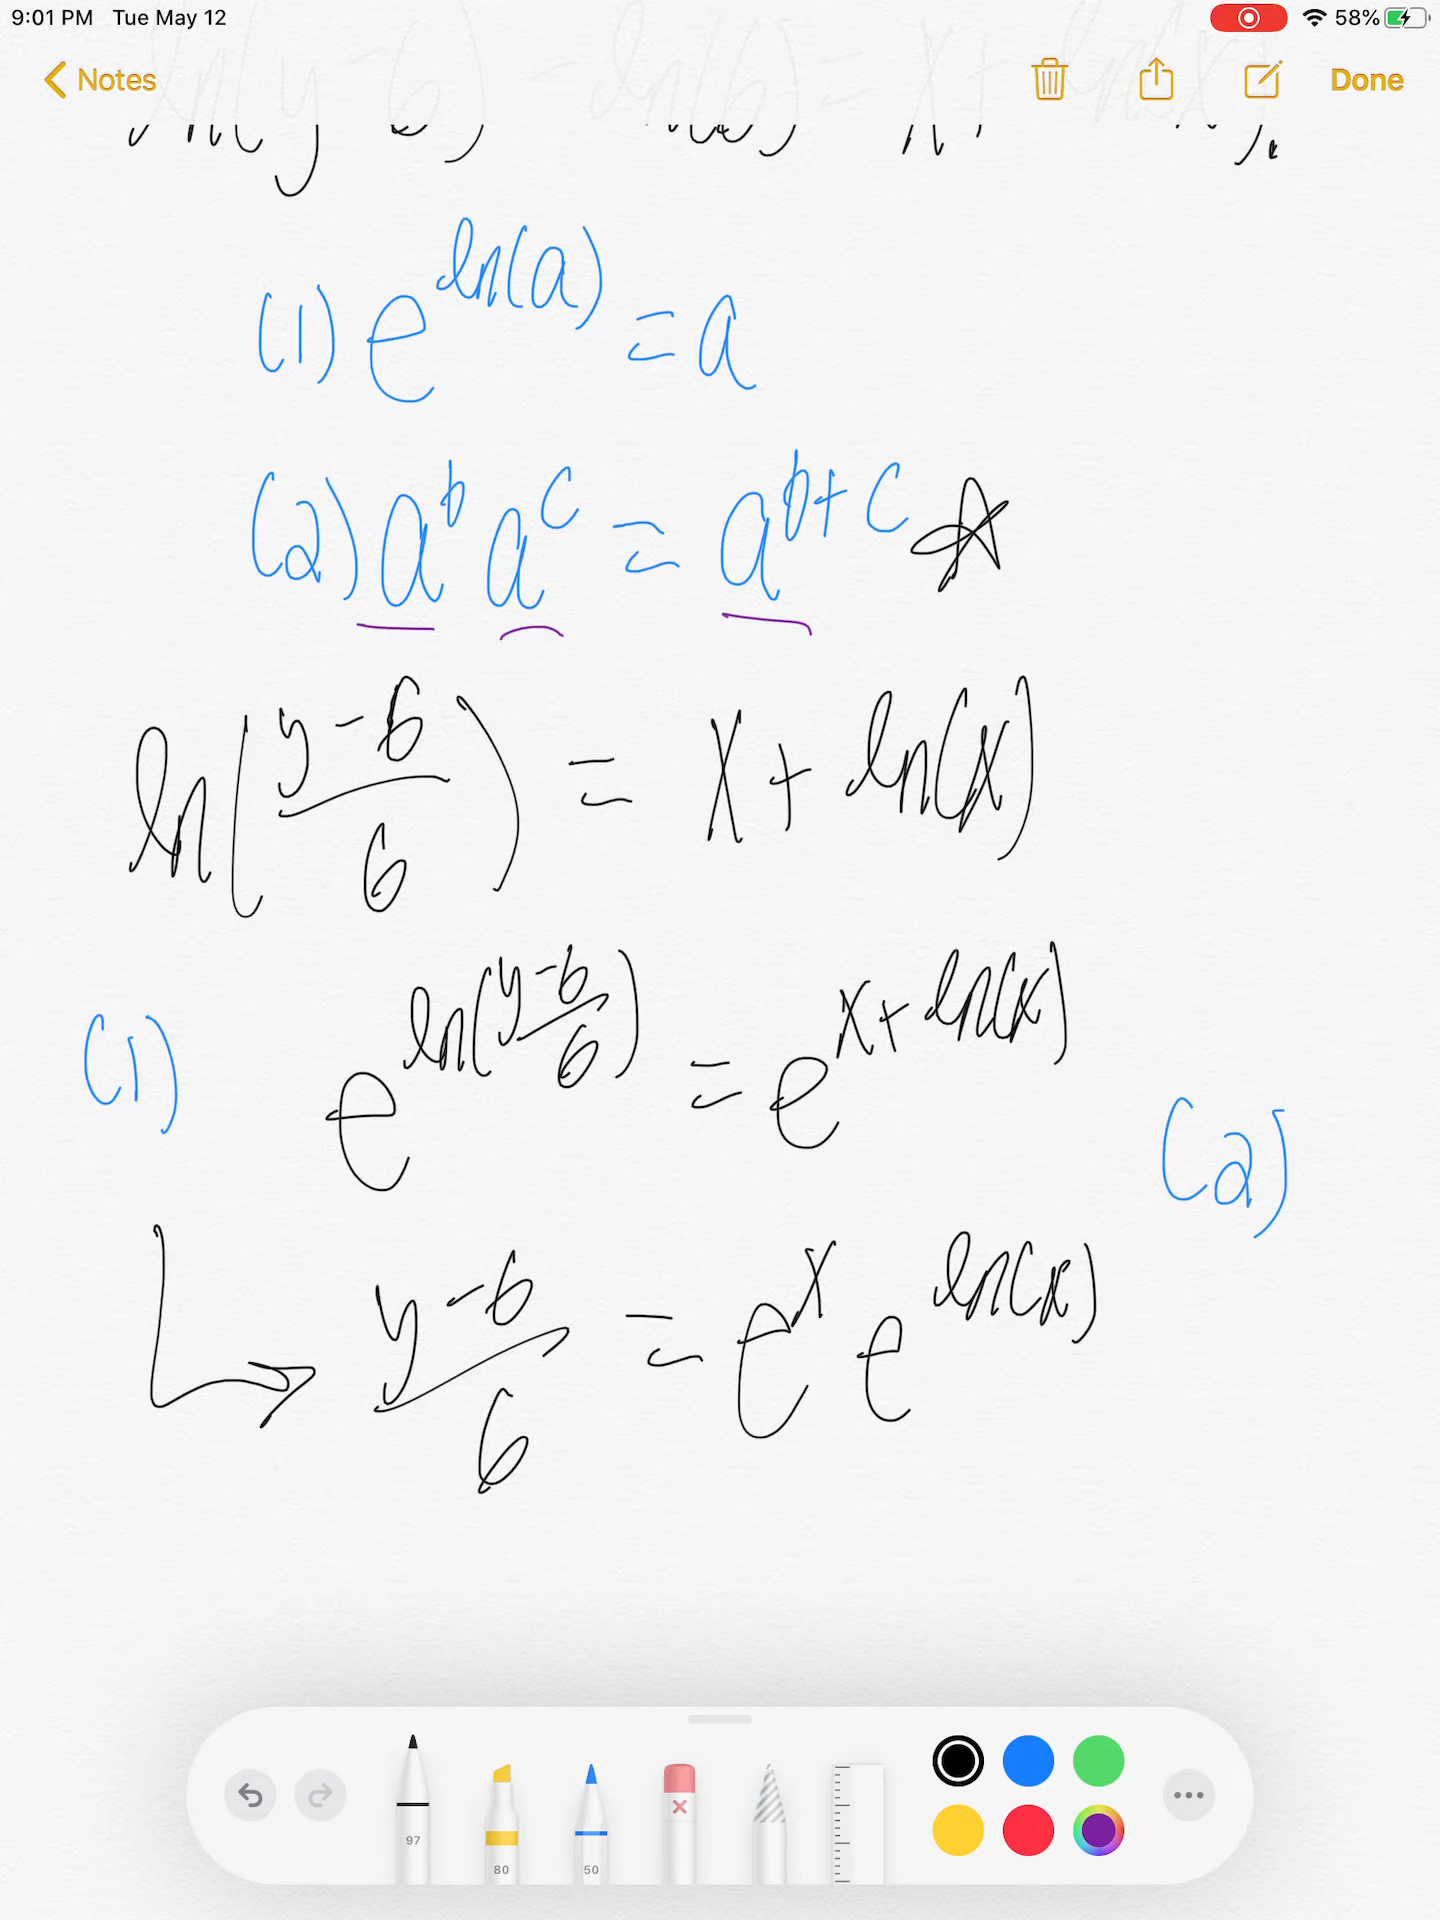 9:01 PM Tue May 12 58%
Notes Done
(1) e^ln(a) = a
(2) a^b a^c = a^b+c
ln(y-6/6) = x + ln(x)
(1) e^ln(y-6/6) = e^x+ln(x)
(2)
y-6/6 = e^x e^ln(x)
97 80 50